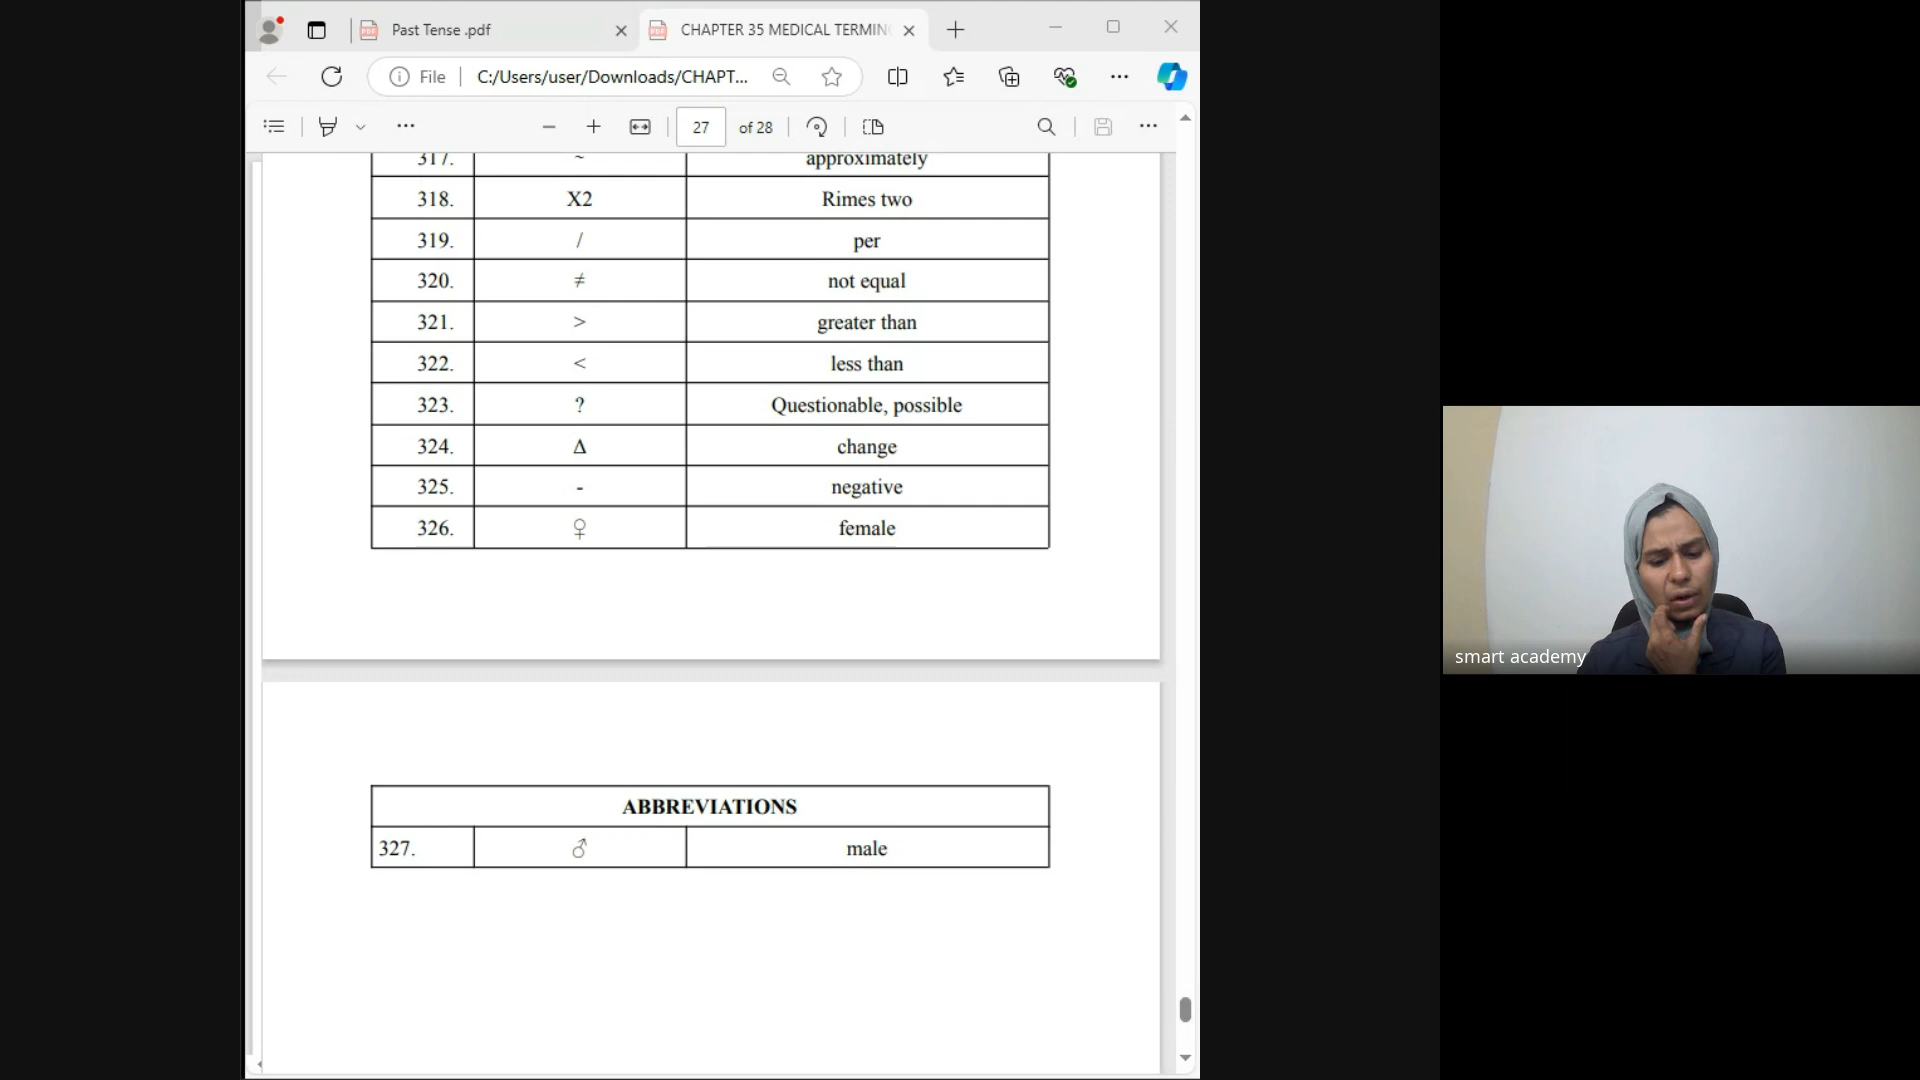 Past Tense .pdf
CHAPTER 35 MEDICAL TERMIN
File C:/Users/user/Downloads/CHAPT...
27 of 28
317. ~ approximately
318. X2 Rimes two
319. / per
320. ≠ not equal
321. > greater than
322. < less than
323. ? Questionable, possible
324. Δ change
325. - negative
326. ♀ female
ABBREVIATIONS
327. ♂ male
smart academy